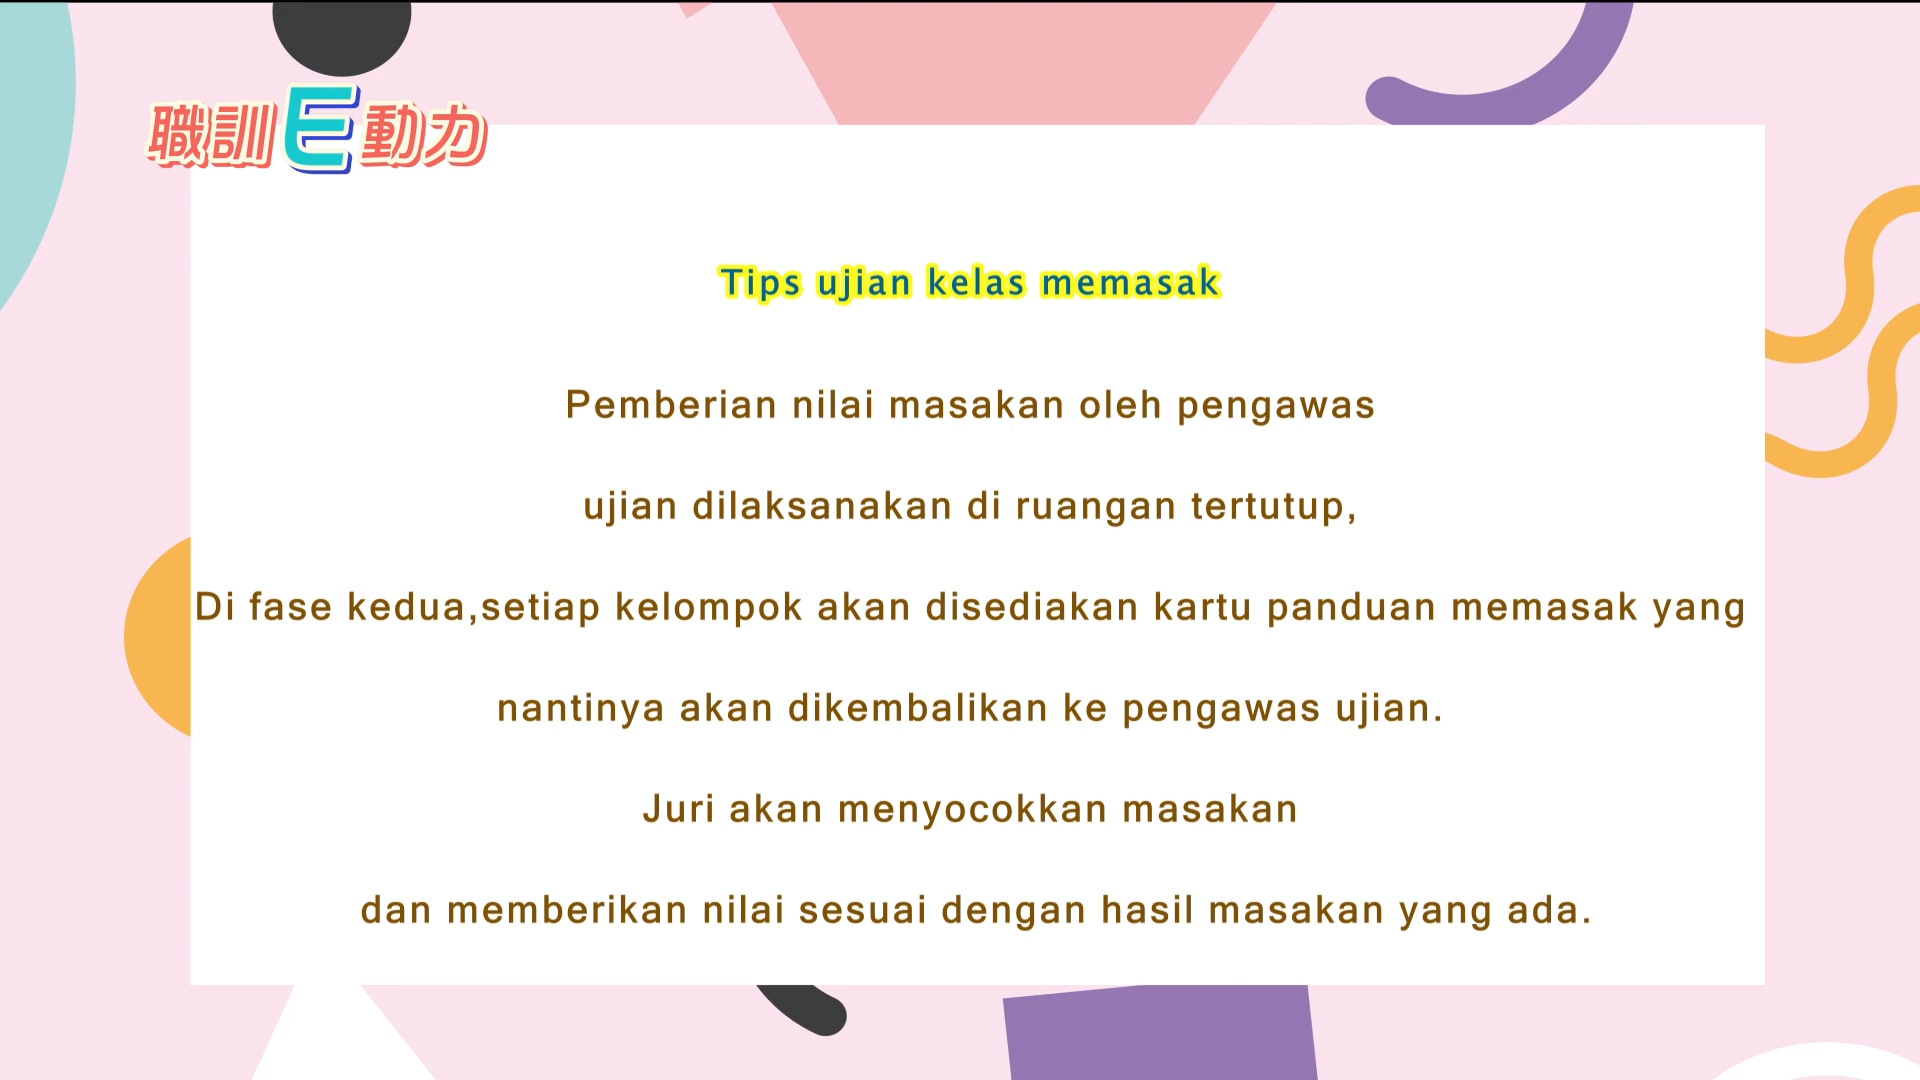 職訓E動力
Tips ujian kelas memasak
Pemberian nilai masakan oleh pengawas
ujian dilaksanakan di ruangan tertutup,
Di fase kedua,setiap kelompok akan disediakan kartu panduan memasak yang
nantinya akan dikembalikan ke pengawas ujian.
Juri akan menyocokkan masakan
dan memberikan nilai sesuai dengan hasil masakan yang ada.